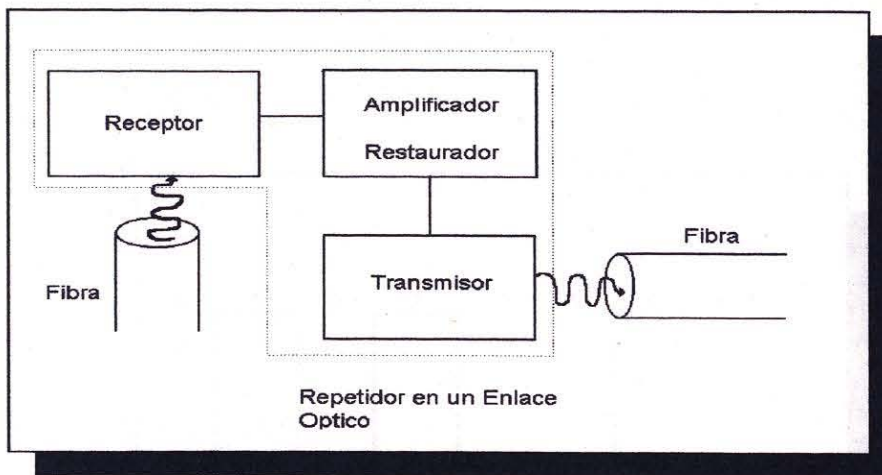 Receptor
Amplificador
Restaurador
Fibra
Transmisor
Fibra
Repetidor en un Enlace
Optico